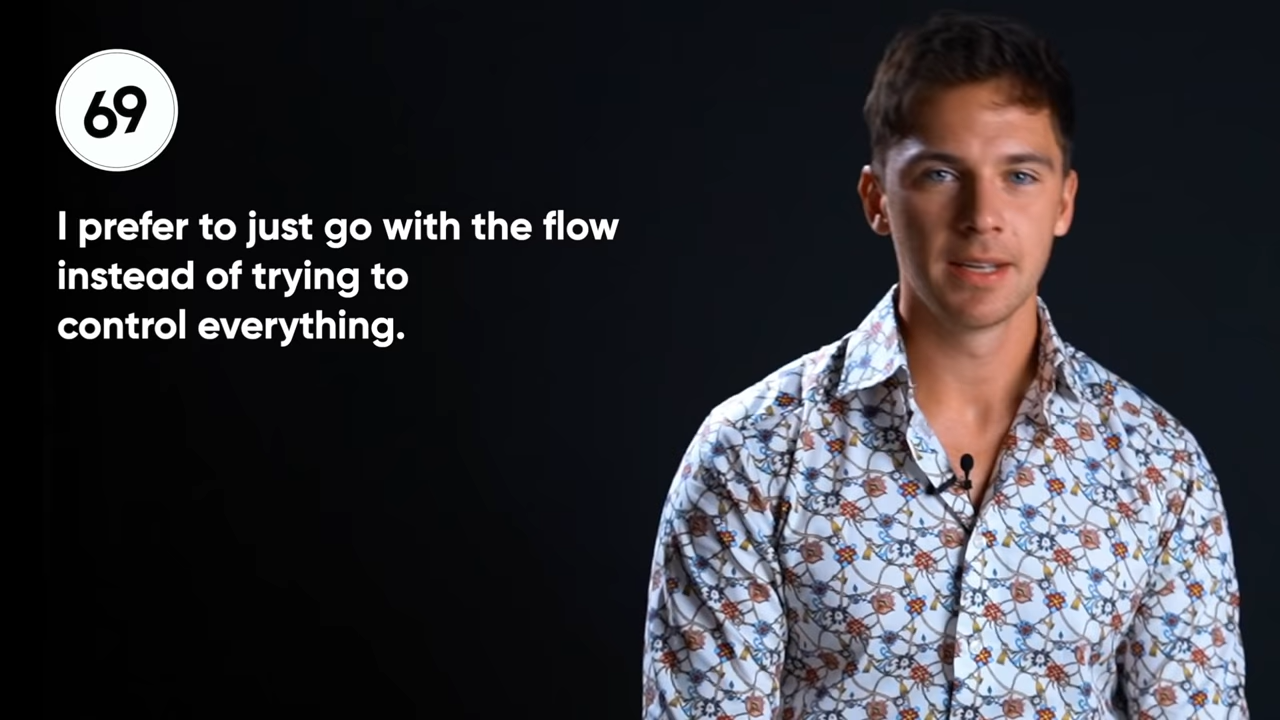 69
I prefer to just go with the flow
instead of trying to
control everything.